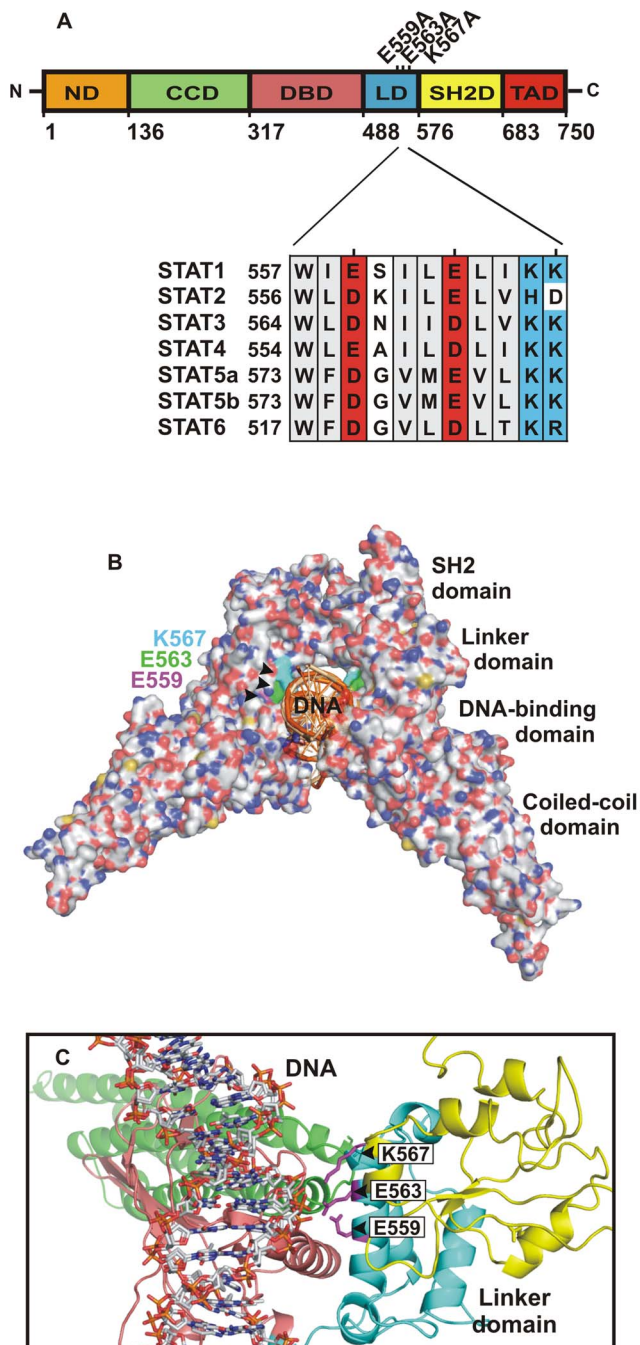 A
E559A
E563A
K567A
N ND CCD DBD LD SH2D TAD C
1 136 317 488 576 683 750
STAT1 557 W I E S I L E L I K K
STAT2 556 W L D K I L E L V H D
STAT3 564 W L D N I I D L V K K
STAT4 554 W L E A I L D L I K K
STAT5a 573 W F D G V M E V L K K
STAT5b 573 W F D G V M E V L K K
STAT6 517 W F D G V L D L T K R
B
SH2
domain
K567
E563
E559
Linker
domain
DNA
DNA-binding
domain
Coiled-coil
domain
C
DNA
K567
E563
E559
Linker
domain